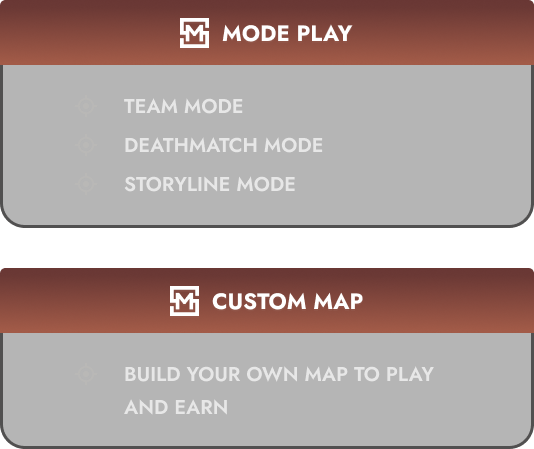 MODE PLAY
TEAM MODE
DEATHMATCH MODE
STORYLINE MODE
CUSTOM MAP
BUILD YOUR OWN MAP TO PLAY
AND EARN